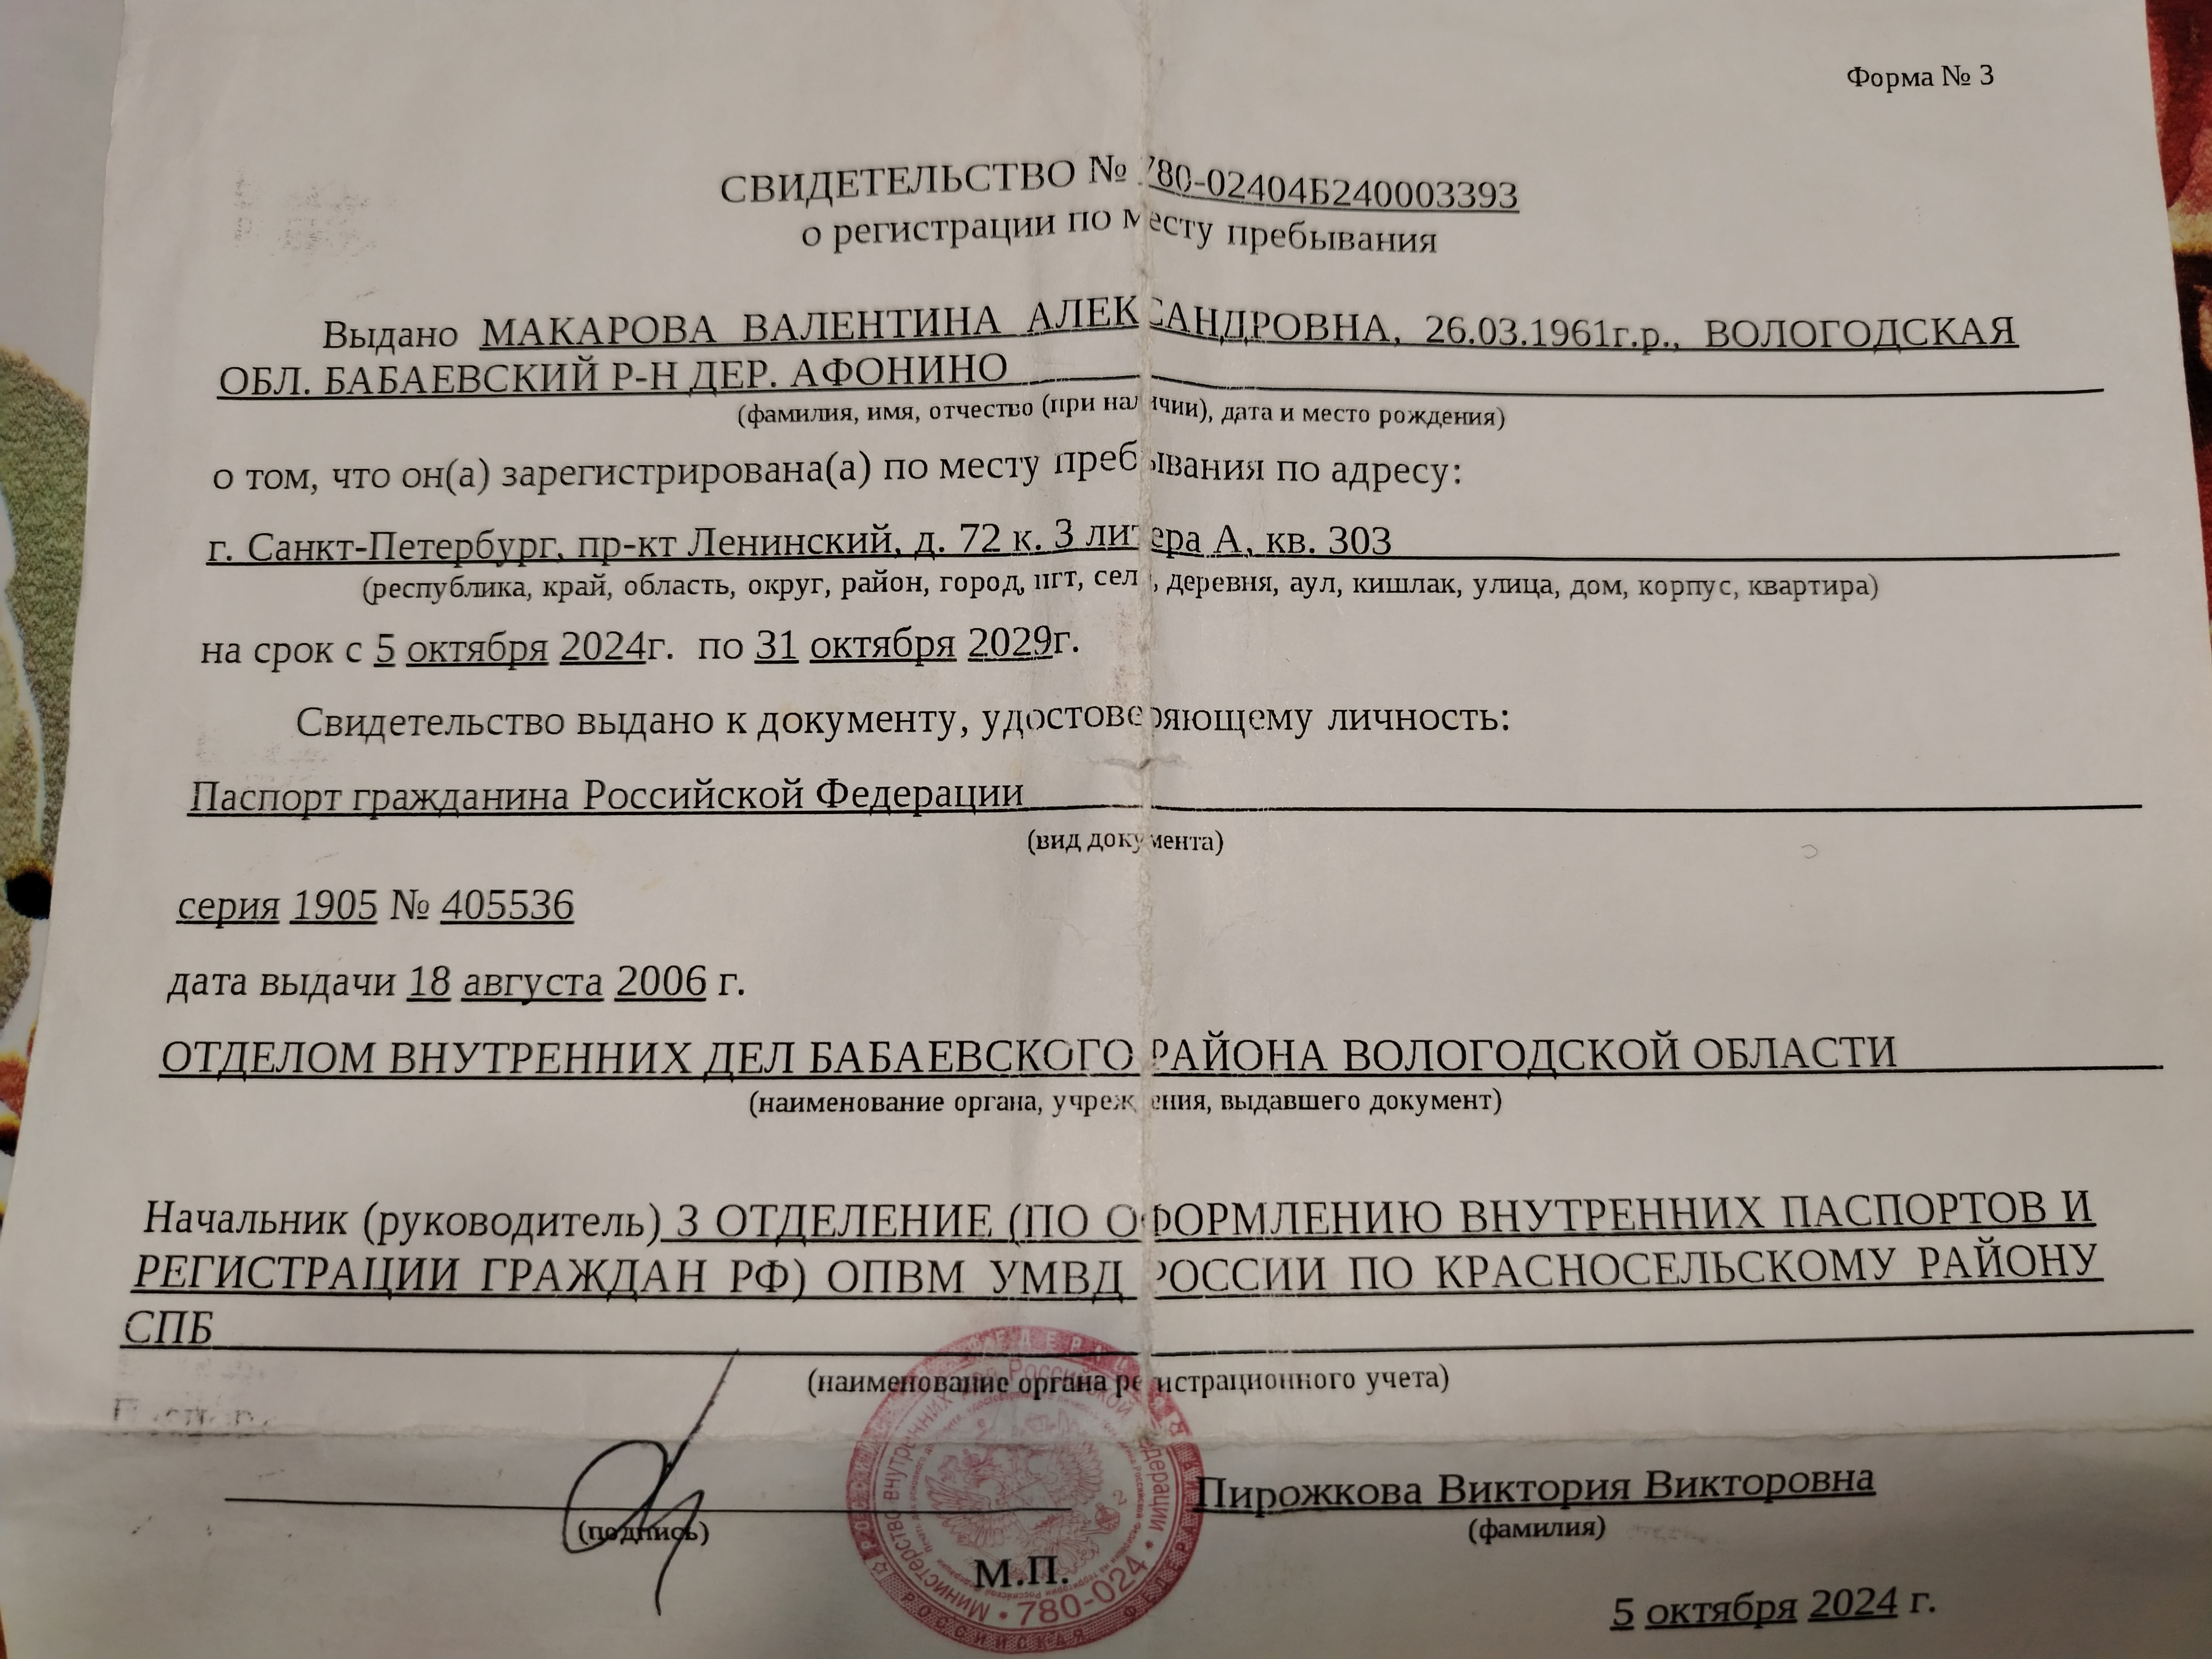 Форма № 3
СВИДЕТЕЛЬСТВО № 780-02404Б240003393
о регистрации по месту пребывания
Выдано МАКАРОВА ВАЛЕНТИНА АЛЕКСАНДРОВНА, 26.03.1961г.р., ВОЛОГОДСКАЯ
ОБЛ. БАБАЕВСКИЙ Р-Н ДЕР. АФОНИНО
(фамилия, имя, отчество (при наличии), дата и место рождения)
о том, что он(а) зарегистрирована(а) по месту пребывания по адресу:
г. Санкт-Петербург, пр-кт Ленинский, д. 72 к. 3 литера А, кв. 303
(республика, край, область, округ, район, город, пгт, село, деревня, аул, кишлак, улица, дом, корпус, квартира)
на срок с 5 октября 2024г. по 31 октября 2029г.
Свидетельство выдано к документу, удостоверяющему личность:
Паспорт гражданина Российской Федерации
(вид документа)
серия 1905 № 405536
дата выдачи 18 августа 2006 г.
ОТДЕЛОМ ВНУТРЕННИХ ДЕЛ БАБАЕВСКОГО РАЙОНА ВОЛОГОДСКОЙ ОБЛАСТИ
(наименование органа, учреждения, выдавшего документ)
Начальник (руководитель) 3 ОТДЕЛЕНИЕ (ПО ОФОРМЛЕНИЮ ВНУТРЕННИХ ПАСПОРТОВ И
РЕГИСТРАЦИИ ГРАЖДАН РФ) ОПВМ УМВД РОССИИ ПО КРАСНОСЕЛЬСКОМУ РАЙОНУ
СПБ
(наименование органа регистрационного учета)
Министерство внутренних дел Российской Федерации • 780-024 •
Пирожкова Виктория Викторовна
(подпись)
(фамилия)
М.П.
5 октября 2024 г.